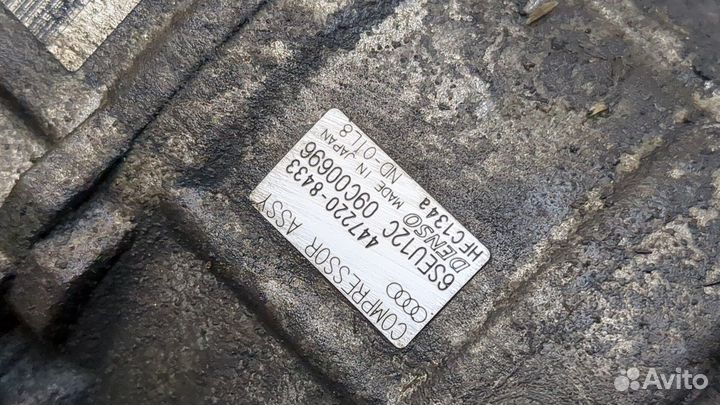 COMPRESSOR ASSY
447220-8433
6SEU12C 09C00696
DENSO MADE IN JAPAN
HFC134a ND-OIL8
Avito